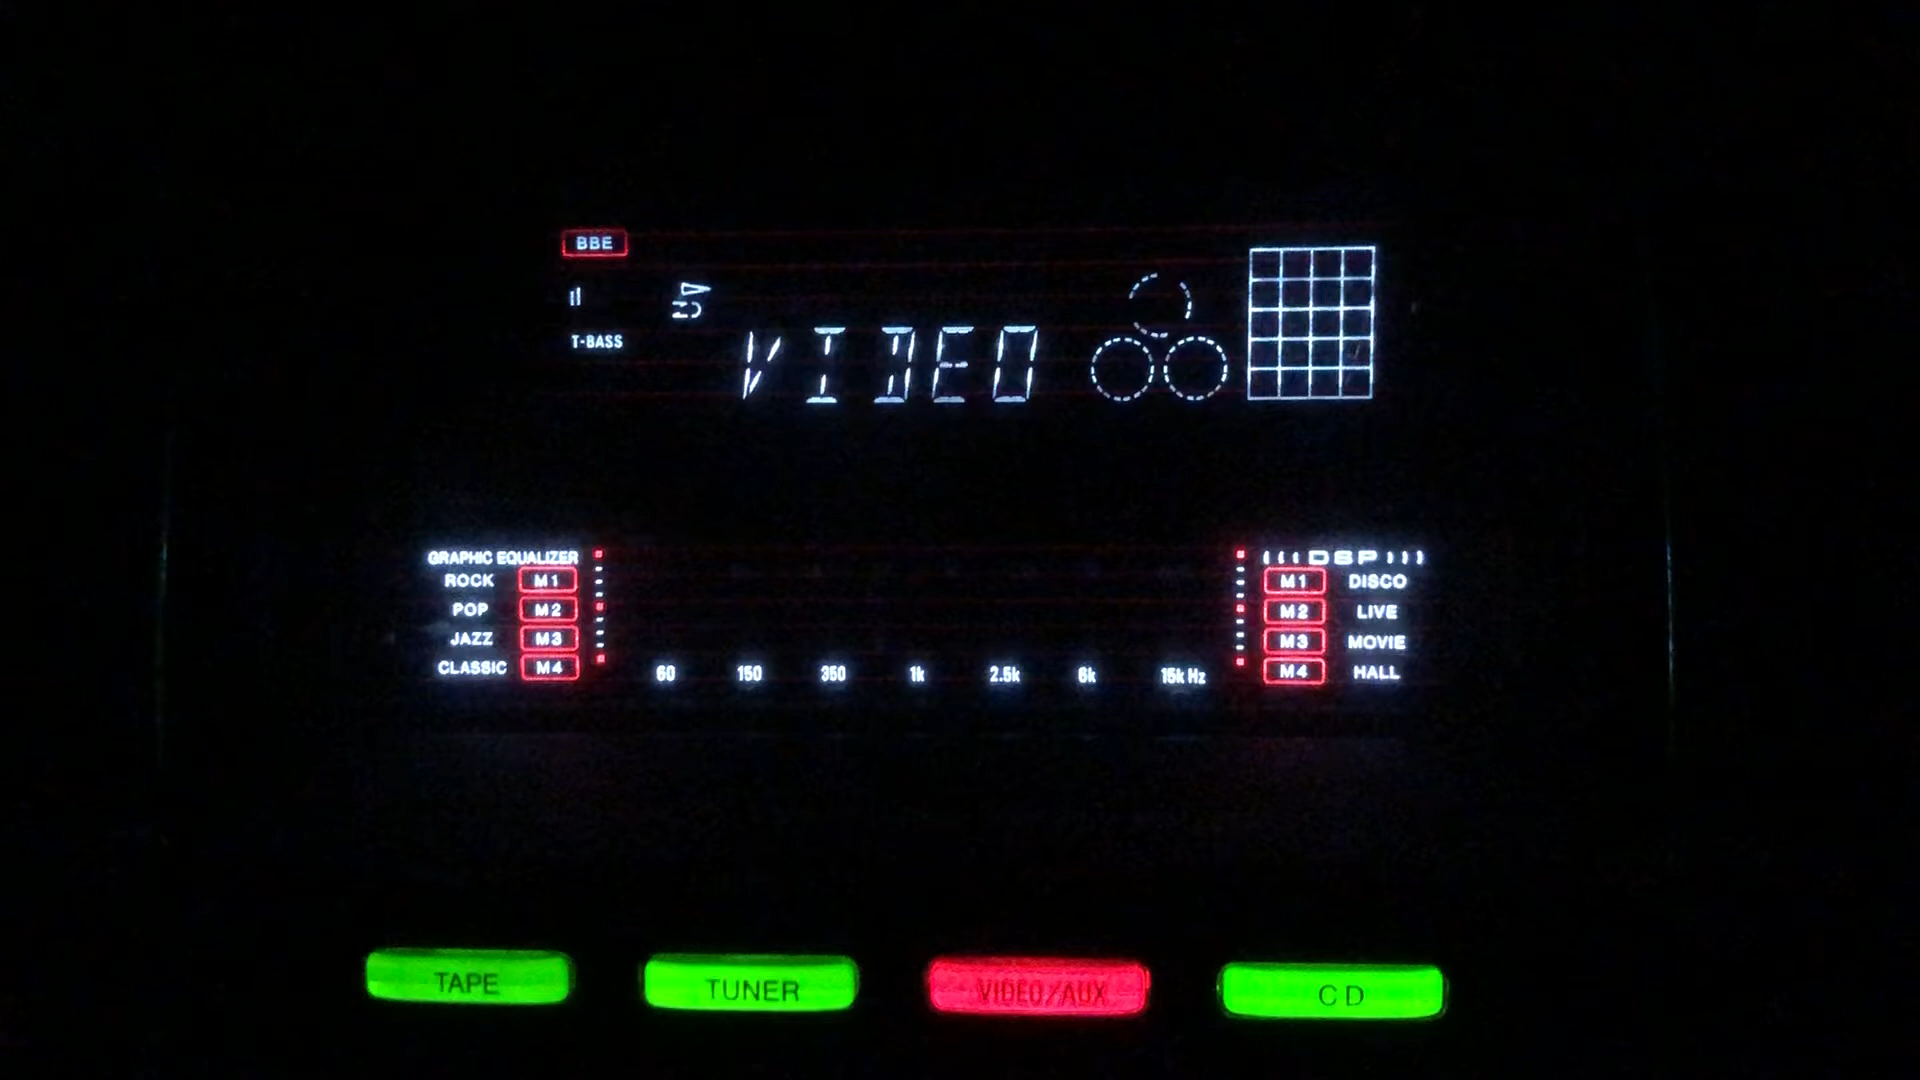 BBE
T-BASS
VIDEO
GRAPHIC EQUALIZER
ROCK M1
POP M2
JAZZ M3
CLASSIC M4
60 150 350 1k 2.5k 6k 15k Hz
(((DSP)))
M1 DISCO
M2 LIVE
M3 MOVIE
M4 HALL
TAPE TUNER VIDEO/AUX CD